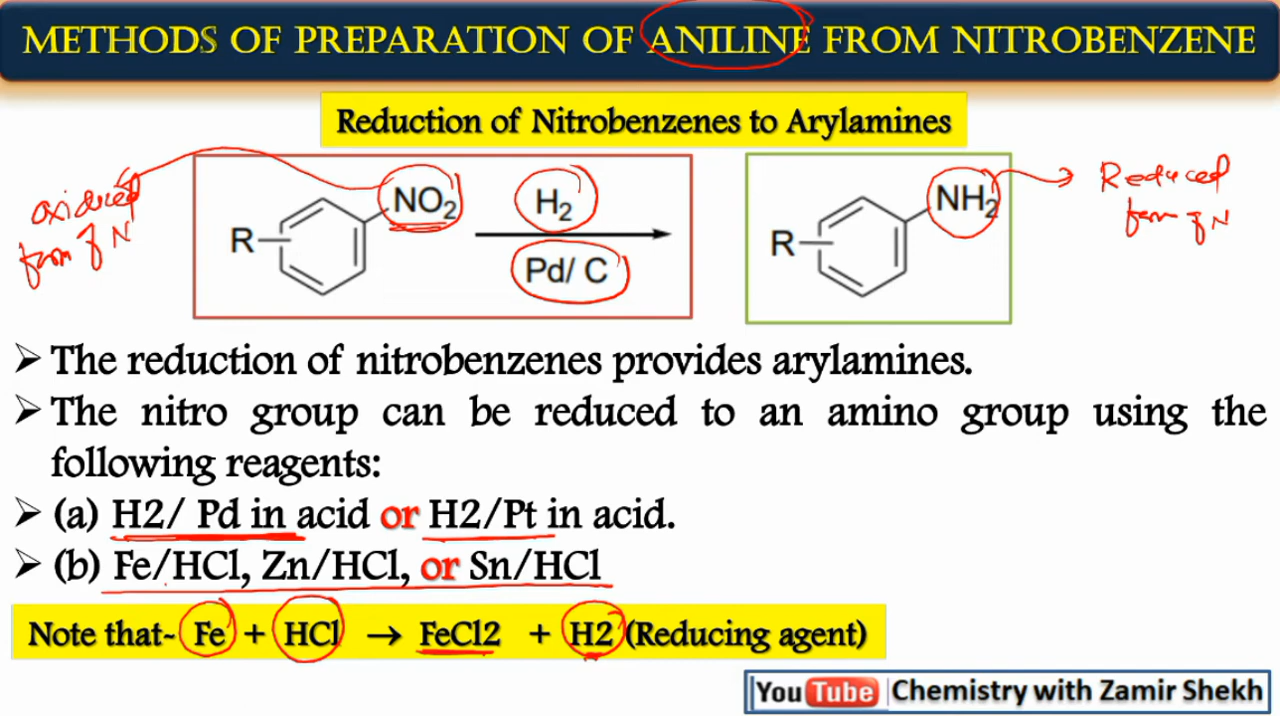 METHODS OF PREPARATION OF ANILINE FROM NITROBENZENE
Reduction of Nitrobenzenes to Arylamines
oxidized
form of N
R
NO2
H2
Pd/ C
R
NH2
Reduced
form of N
➢ The reduction of nitrobenzenes provides arylamines.
➢ The nitro group can be reduced to an amino group using the
following reagents:
➢ (a) H2/ Pd in acid or H2/Pt in acid.
➢ (b) Fe/HCl, Zn/HCl, or Sn/HCl
Note that- Fe + HCl → FeCl2 + H2 (Reducing agent)
YouTube Chemistry with Zamir Shekh